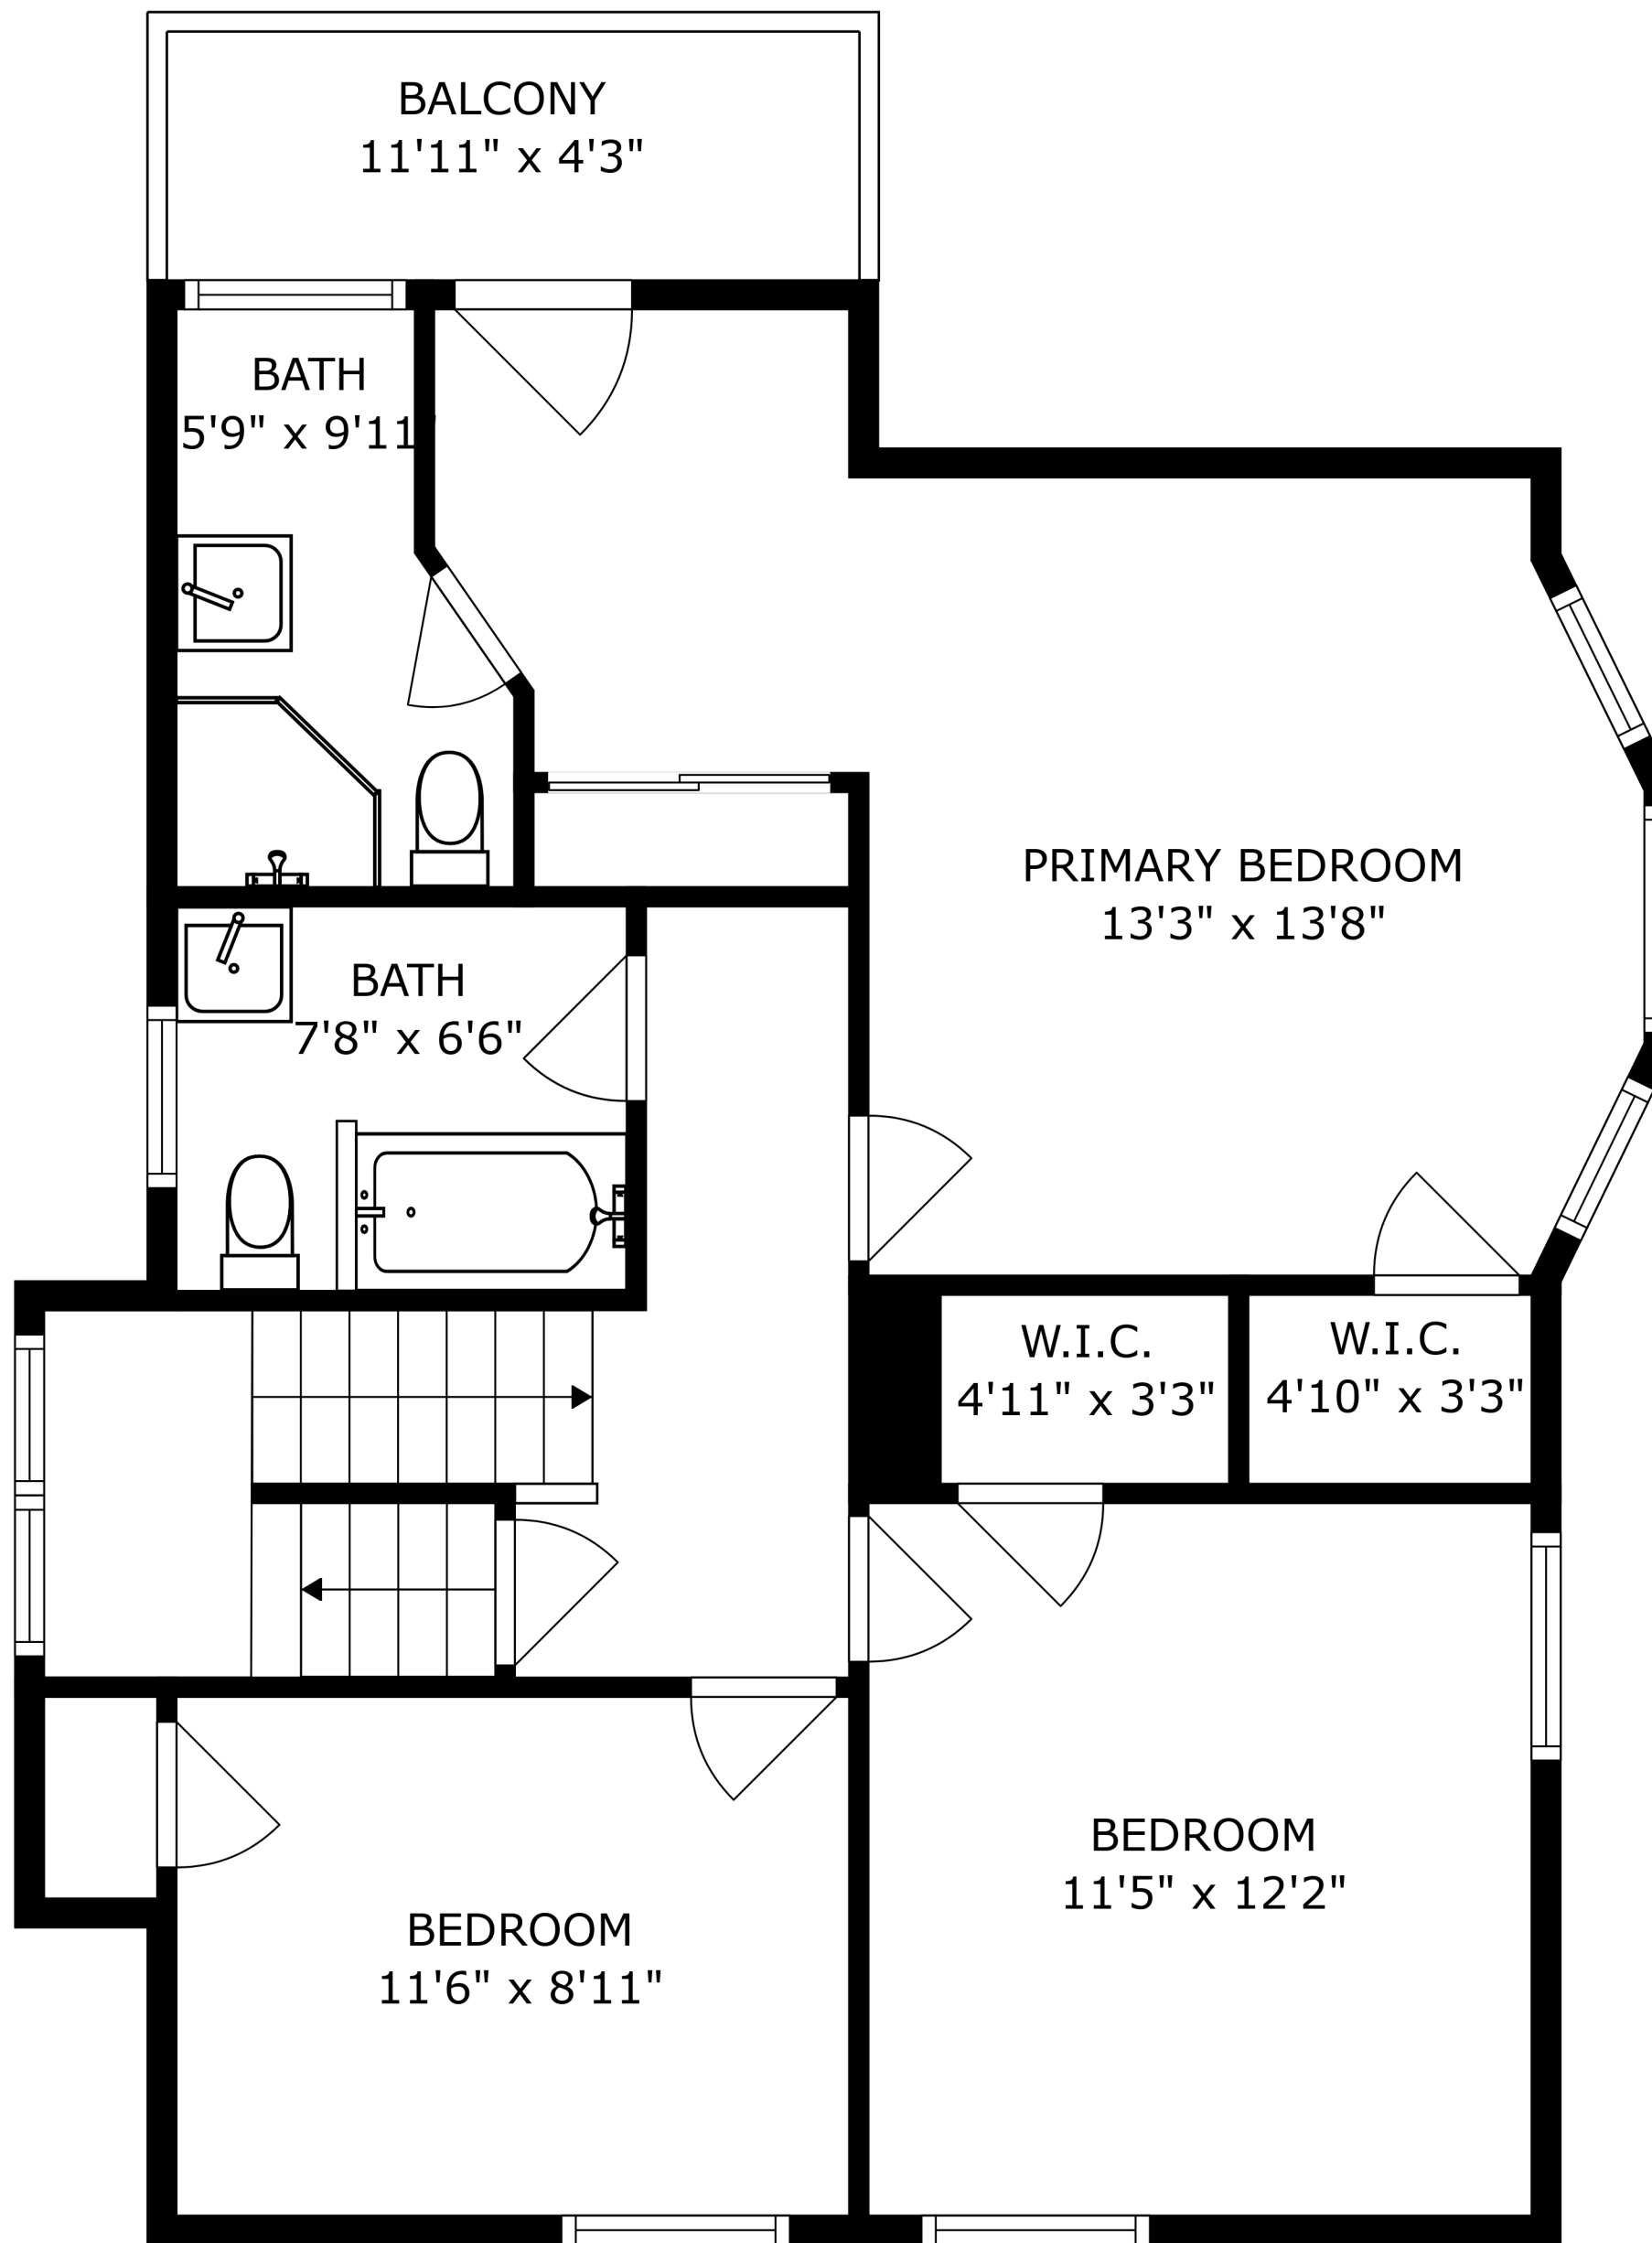 BALCONY
11'11" x 4'3"
BATH
5'9" x 9'11"
PRIMARY BEDROOM
13'3" x 13'8"
BATH
7'8" x 6'6"
W.I.C.
4'11" x 3'3"
W.I.C.
4'10" x 3'3"
BEDROOM
11'5" x 12'2"
BEDROOM
11'6" x 8'11"